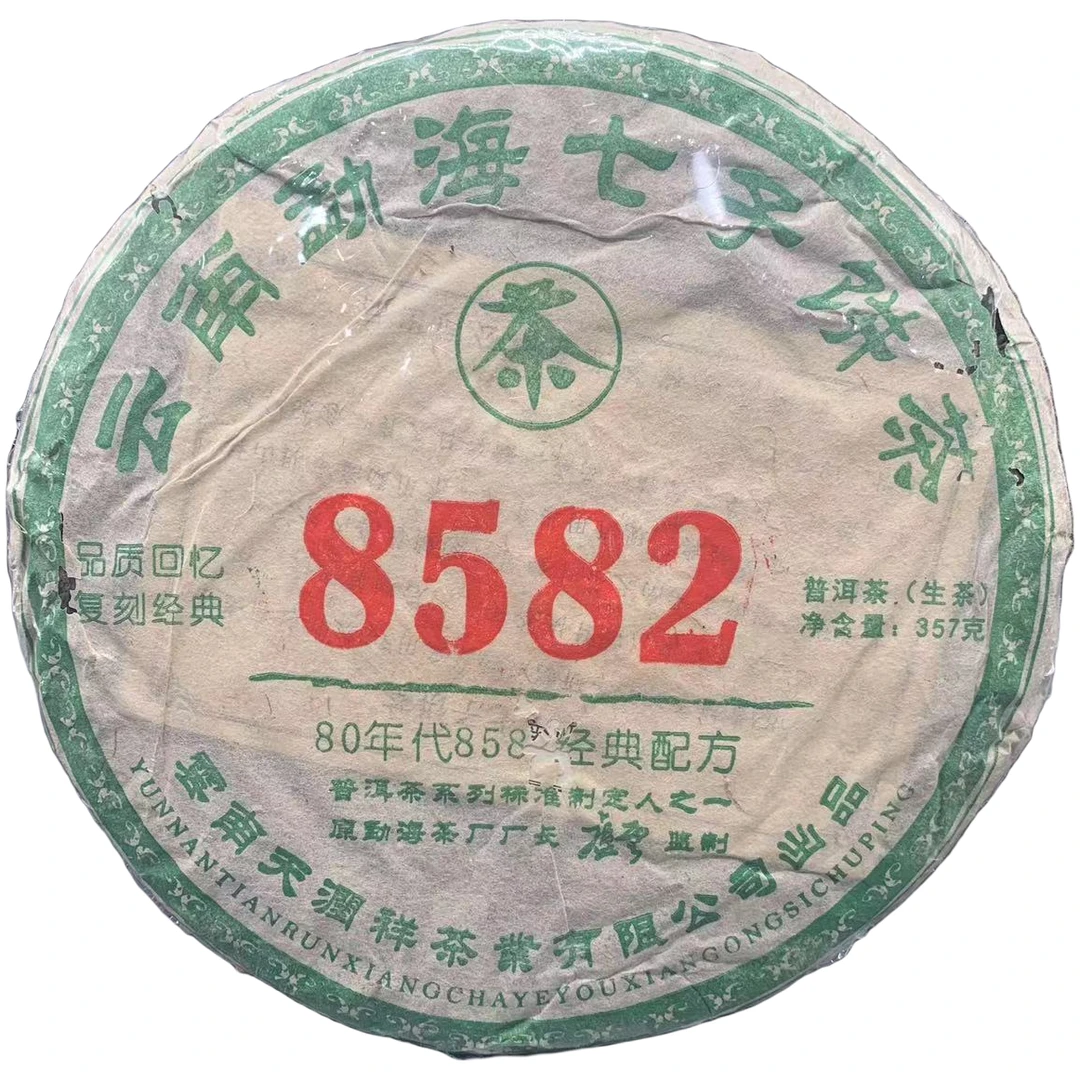 云南勐海七子饼茶
茶
8582
品质回忆
复刻经典
普洱茶（生茶）
净含量：357克
80年代858 经典配方
普洱茶系列标准制定人之一
原勐海茶厂厂长 监制
雲南天潤祥茶業有限公司出品
YUNNANTIANRUNXIANGCHAYEYOUXIANGONGSICHUPING